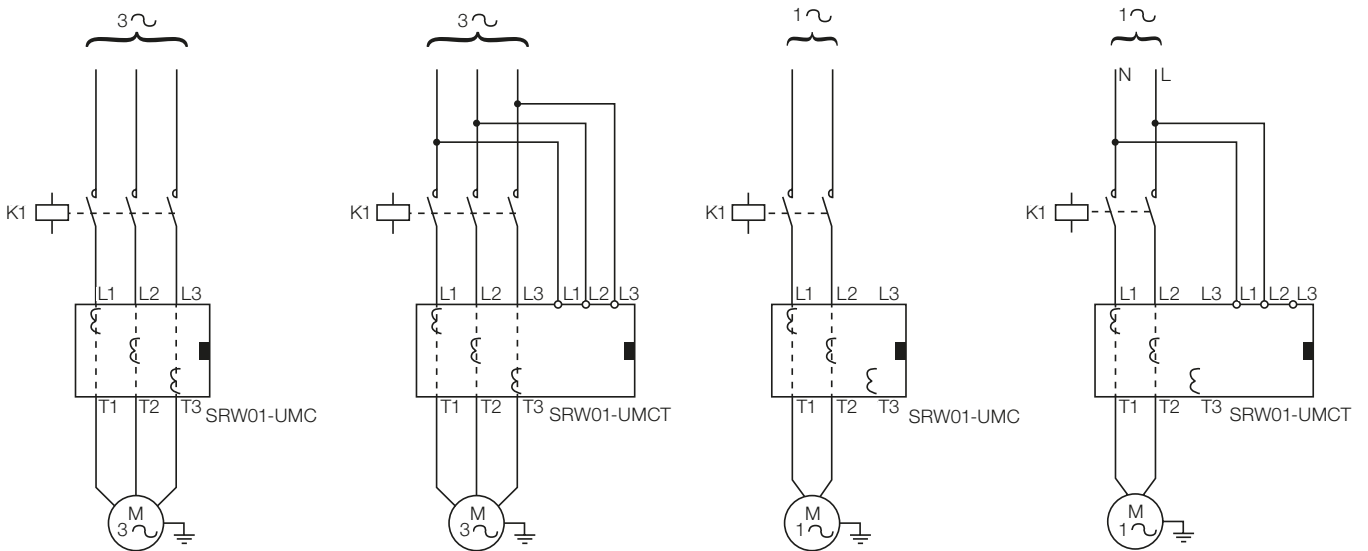 3 3 1 1
N L
K1 K1 K1 K1
L1 L2 L3 L1 L2 L3 L1 L2 L3 L1 L2 L3 L1 L2 L3 L1 L2 L3
T1 T2 T3 SRW01-UMC T1 T2 T3 SRW01-UMCT T1 T2 T3 SRW01-UMC T1 T2 T3 SRW01-UMCT
M M M M
3 3 1 1